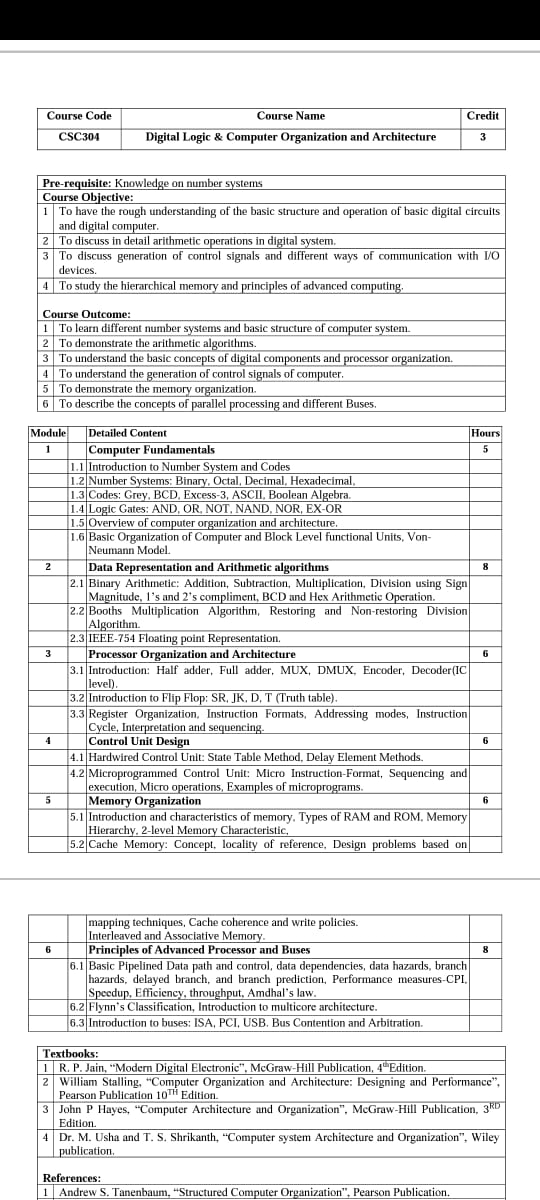 Course Code Course Name Credit
CSC304 Digital Logic & Computer Organization and Architecture 3
Pre-requisite: Knowledge on number systems
Course Objective:
1 To have the rough understanding of the basic structure and operation of basic digital circuits
and digital computer.
2 To discuss in detail arithmetic operations in digital system.
3 To discuss generation of control signals and different ways of communication with I/O
devices.
4 To study the hierarchical memory and principles of advanced computing.
Course Outcome:
1 To learn different number systems and basic structure of computer system.
2 To demonstrate the arithmetic algorithms.
3 To understand the basic concepts of digital components and processor organization.
4 To understand the generation of control signals of computer.
5 To demonstrate the memory organization.
6 To describe the concepts of parallel processing and different Buses.
Module Detailed Content Hours
1 Computer Fundamentals 5
1.1 Introduction to Number System and Codes
1.2 Number Systems: Binary, Octal, Decimal, Hexadecimal,
1.3 Codes: Grey, BCD, Excess-3, ASCII, Boolean Algebra.
1.4 Logic Gates: AND, OR, NOT, NAND, NOR, EX-OR
1.5 Overview of computer organization and architecture.
1.6 Basic Organization of Computer and Block Level functional Units, Von-
Neumann Model.
2 Data Representation and Arithmetic algorithms 8
2.1 Binary Arithmetic: Addition, Subtraction, Multiplication, Division using Sign
Magnitude, 1's and 2's compliment, BCD and Hex Arithmetic Operation.
2.2 Booths Multiplication Algorithm, Restoring and Non-restoring Division
Algorithm.
2.3 IEEE-754 Floating point Representation.
3 Processor Organization and Architecture 6
3.1 Introduction: Half adder, Full adder, MUX, DMUX, Encoder, Decoder(IC
level).
3.2 Introduction to Flip Flop: SR, JK, D, T (Truth table).
3.3 Register Organization, Instruction Formats, Addressing modes, Instruction
Cycle, Interpretation and sequencing.
4 Control Unit Design 6
4.1 Hardwired Control Unit: State Table Method, Delay Element Methods.
4.2 Microprogrammed Control Unit: Micro Instruction-Format, Sequencing and
execution, Micro operations, Examples of microprograms.
5 Memory Organization 6
5.1 Introduction and characteristics of memory, Types of RAM and ROM, Memory
Hierarchy, 2-level Memory Characteristic,
5.2 Cache Memory: Concept, locality of reference, Design problems based on
mapping techniques, Cache coherence and write policies.
Interleaved and Associative Memory.
6 Principles of Advanced Processor and Buses 8
6.1 Basic Pipelined Data path and control, data dependencies, data hazards, branch
hazards, delayed branch, and branch prediction, Performance measures-CPI,
Speedup, Efficiency, throughput, Amdhal's law.
6.2 Flynn's Classification, Introduction to multicore architecture.
6.3 Introduction to buses: ISA, PCI, USB. Bus Contention and Arbitration.
Textbooks:
1 R. P. Jain, "Modern Digital Electronic", McGraw-Hill Publication, 4thEdition.
2 William Stalling, "Computer Organization and Architecture: Designing and Performance",
Pearson Publication 10TH Edition.
3 John P Hayes, "Computer Architecture and Organization", McGraw-Hill Publication, 3RD
Edition.
4 Dr. M. Usha and T. S. Shrikanth, "Computer system Architecture and Organization", Wiley
publication.
References:
1 Andrew S. Tanenbaum, "Structured Computer Organization", Pearson Publication.